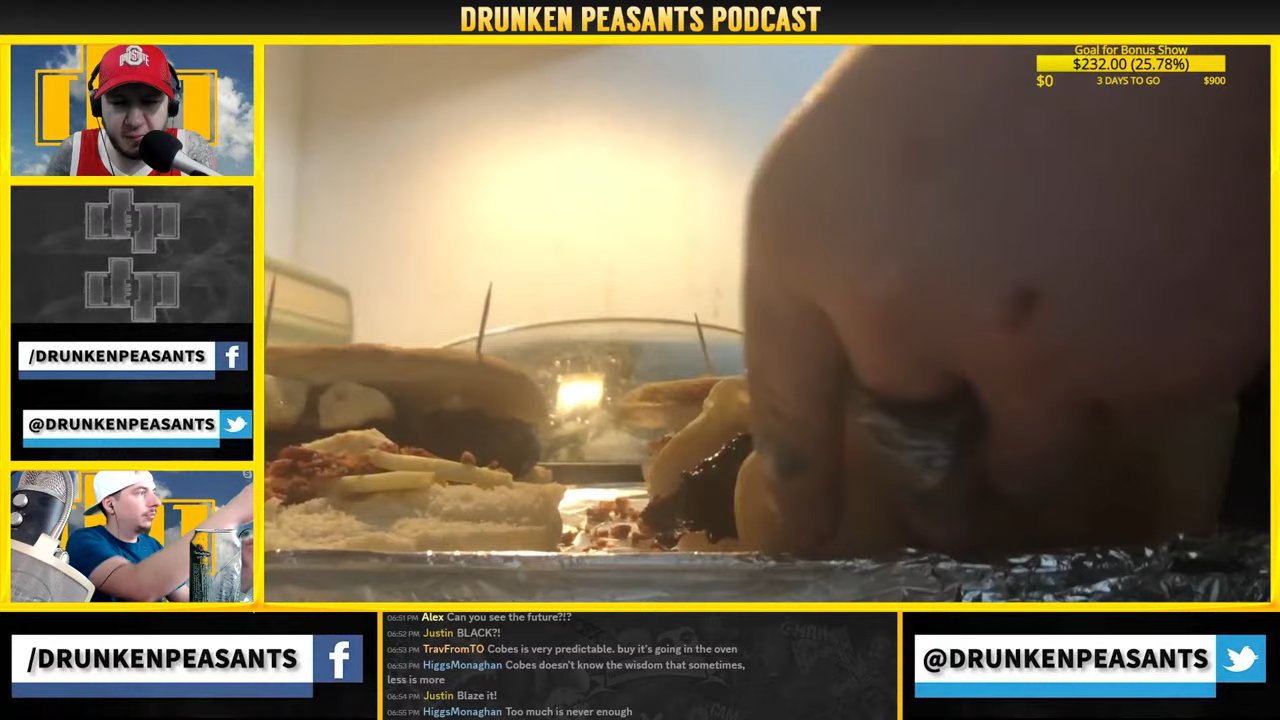 DRUNKEN PEASANTS PODCAST
Goal for Bonus Show
$232.00 (25.78%)
$0 3 DAYS TO GO $900
/DRUNKENPEASANTS f
@DRUNKENPEASANTS
06:51 PM Alex Can you see the future?!?
06:52 PM Justin BLACK?!
06:53 PM TravFromTO Cobes is very predictable. buy it's going in the oven
06:53 PM HiggsMonaghan Cobes doesn't know the wisdom that sometimes,
less is more
06:54 PM Justin Blaze it!
06:55 PM HiggsMonaghan Too much is never enough
/DRUNKENPEASANTS f
@DRUNKENPEASANTS